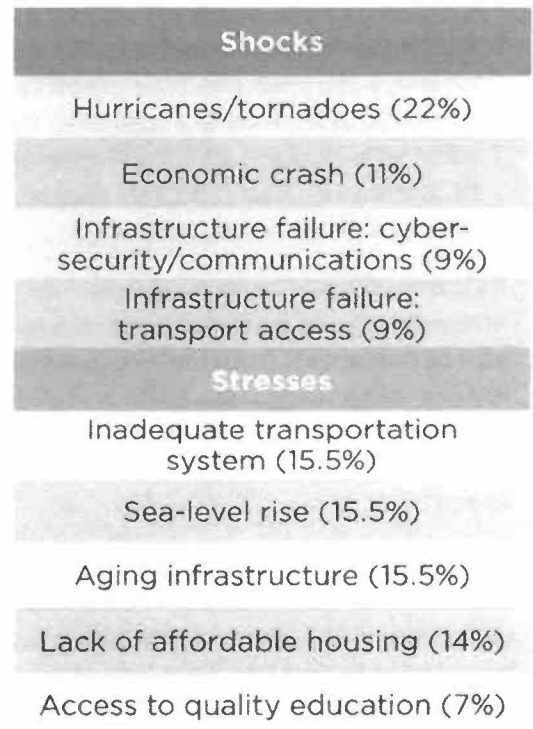 Shocks
Hurricanes/tornadoes (22%)
Economic crash (11%)
Infrastructure failure: cyber-
security/communications (9%)
Infrastructure failure:
transport access (9%)
Stresses
Inadequate transportation
system (15.5%)
Sea-level rise (15.5%)
Aging infrastructure (15.5%)
Lack of affordable housing (14%)
Access to quality education (7%)